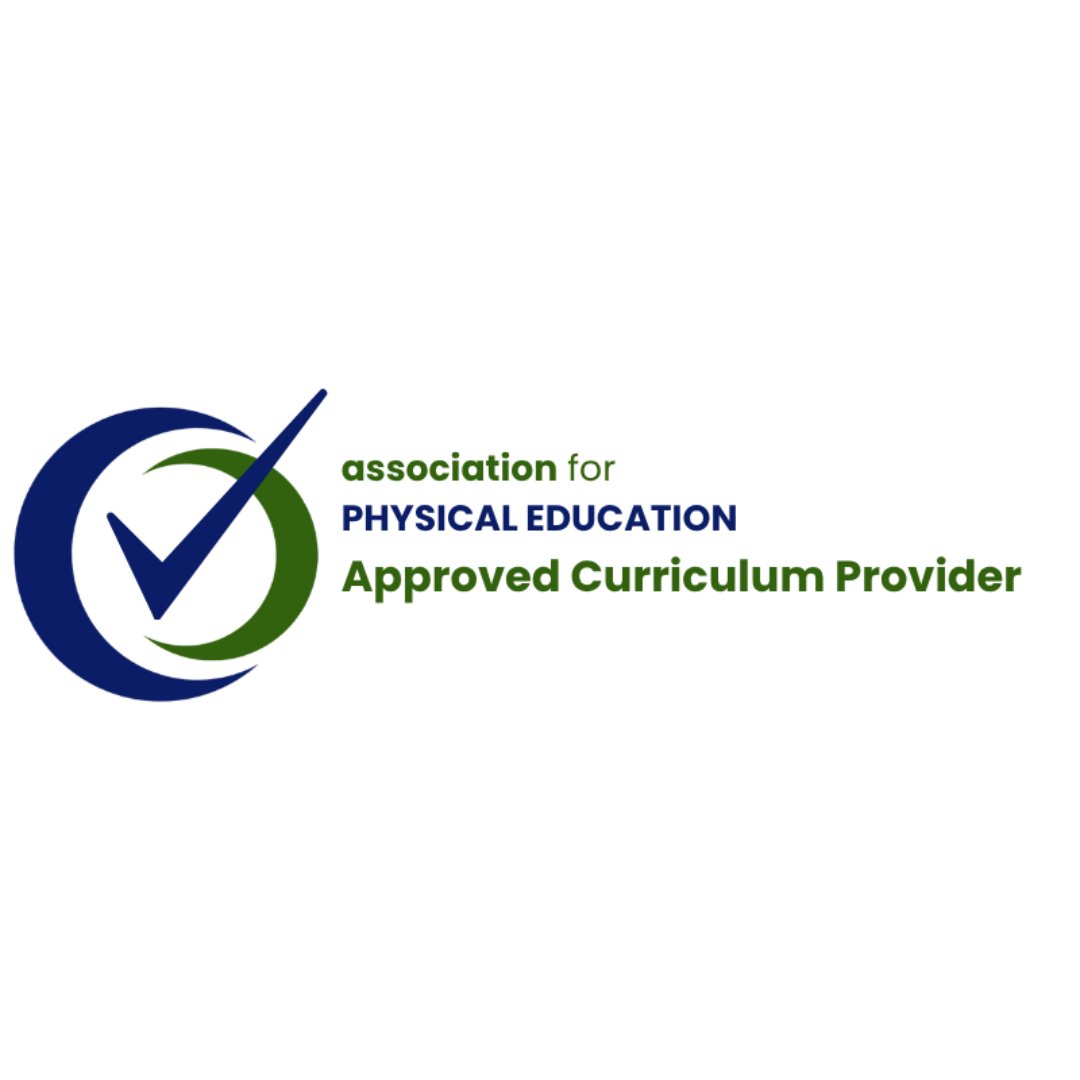 association for
PHYSICAL EDUCATION
Approved Curriculum Provider